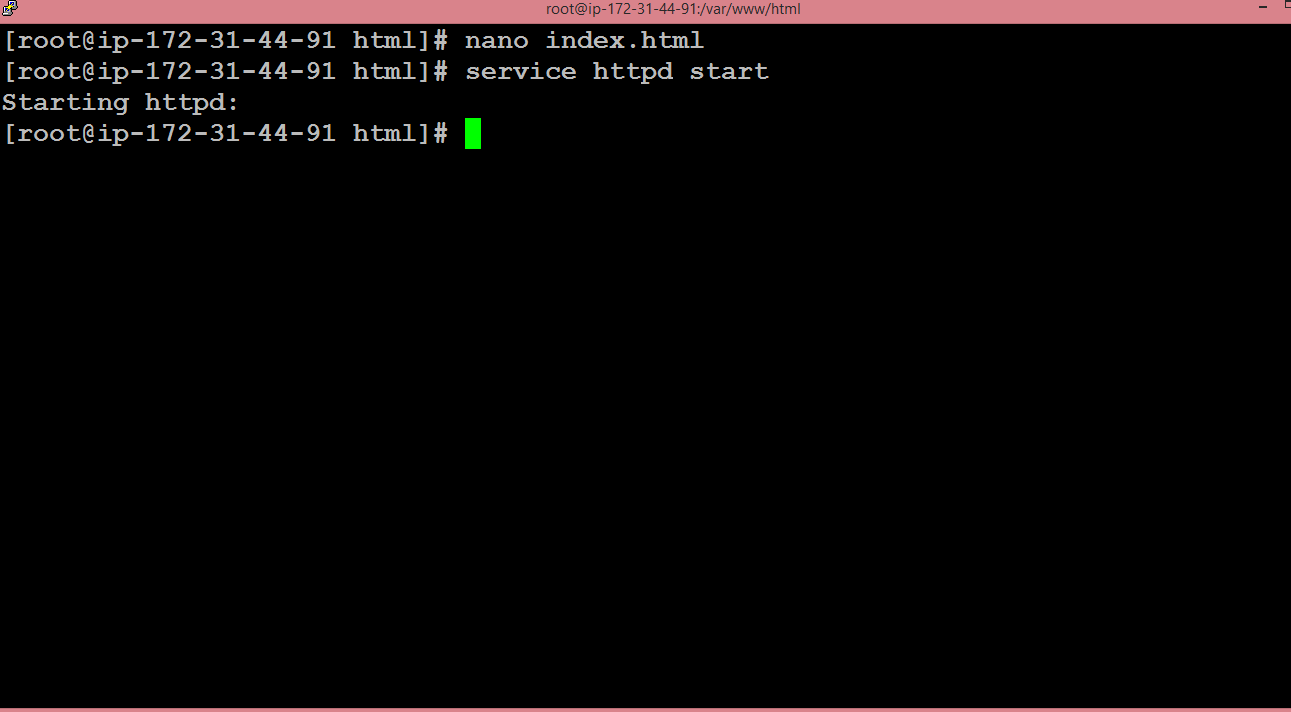 root@ip-172-31-44-91:/var/www/html
[root@ip-172-31-44-91 html]# nano index.html
[root@ip-172-31-44-91 html]# service httpd start
Starting httpd:
[root@ip-172-31-44-91 html]#